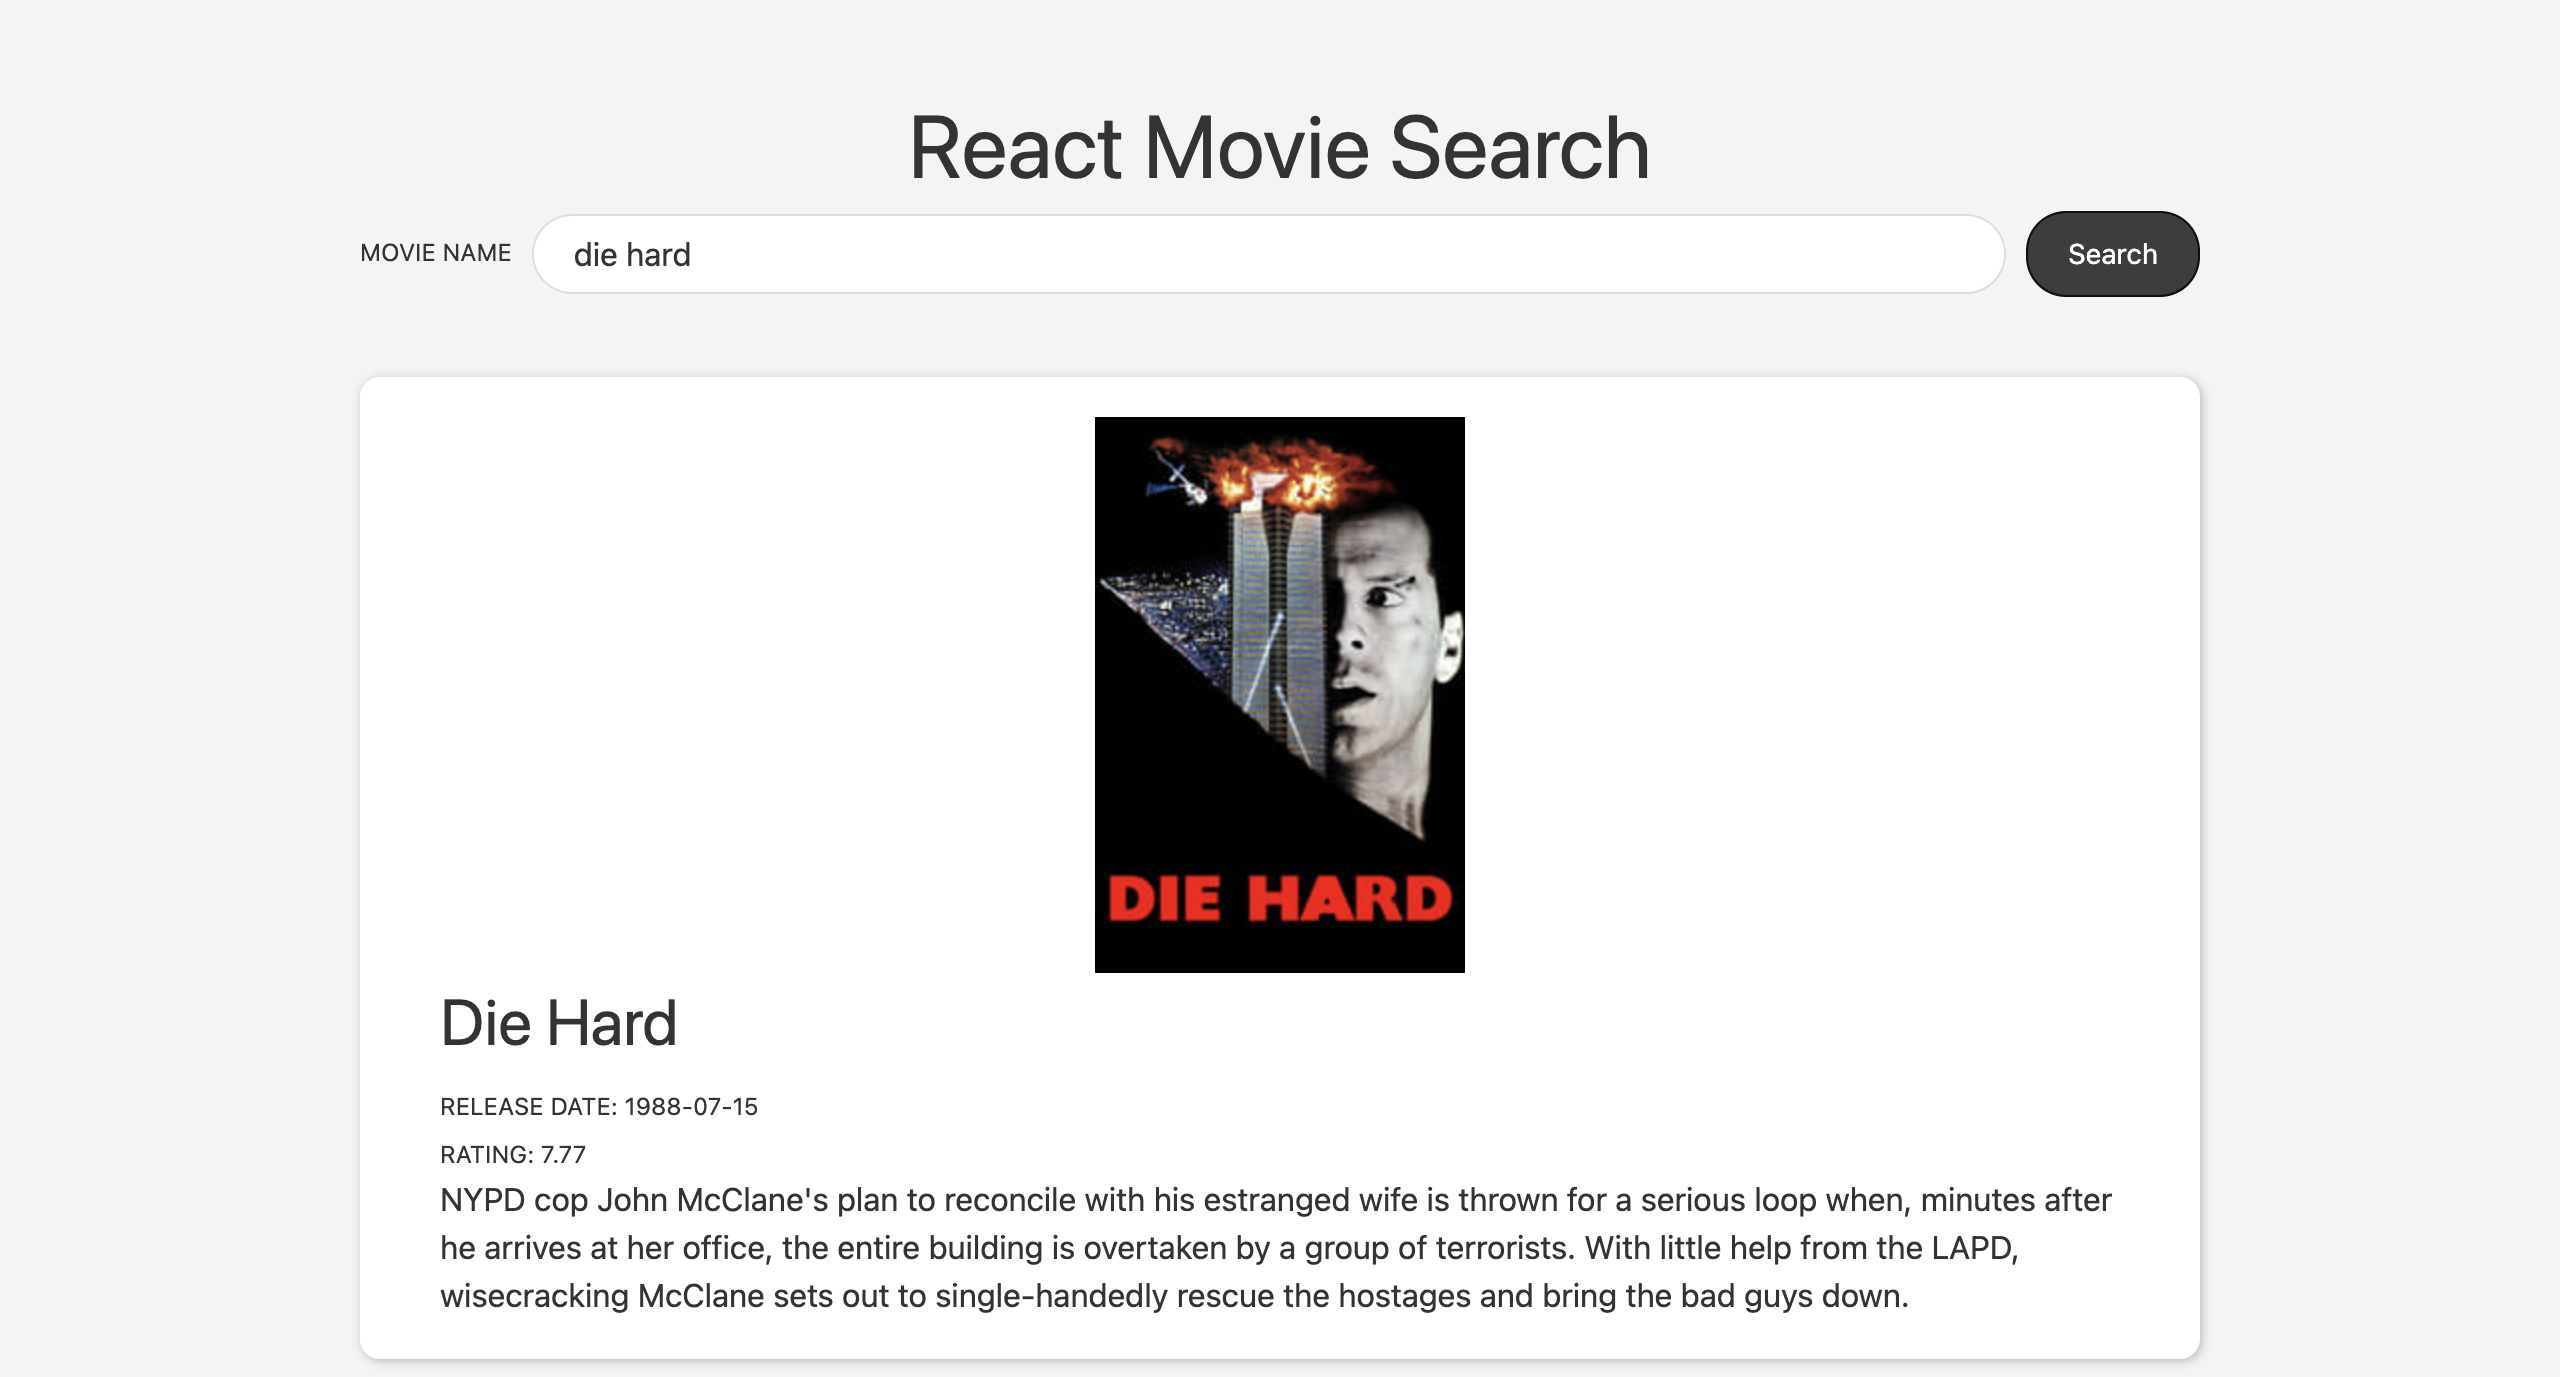 React Movie Search
MOVIE NAME
die hard
Search
DIE HARD
Die Hard
RELEASE DATE: 1988-07-15
RATING: 7.77
NYPD cop John McClane's plan to reconcile with his estranged wife is thrown for a serious loop when, minutes after
he arrives at her office, the entire building is overtaken by a group of terrorists. With little help from the LAPD,
wisecracking McClane sets out to single-handedly rescue the hostages and bring the bad guys down.